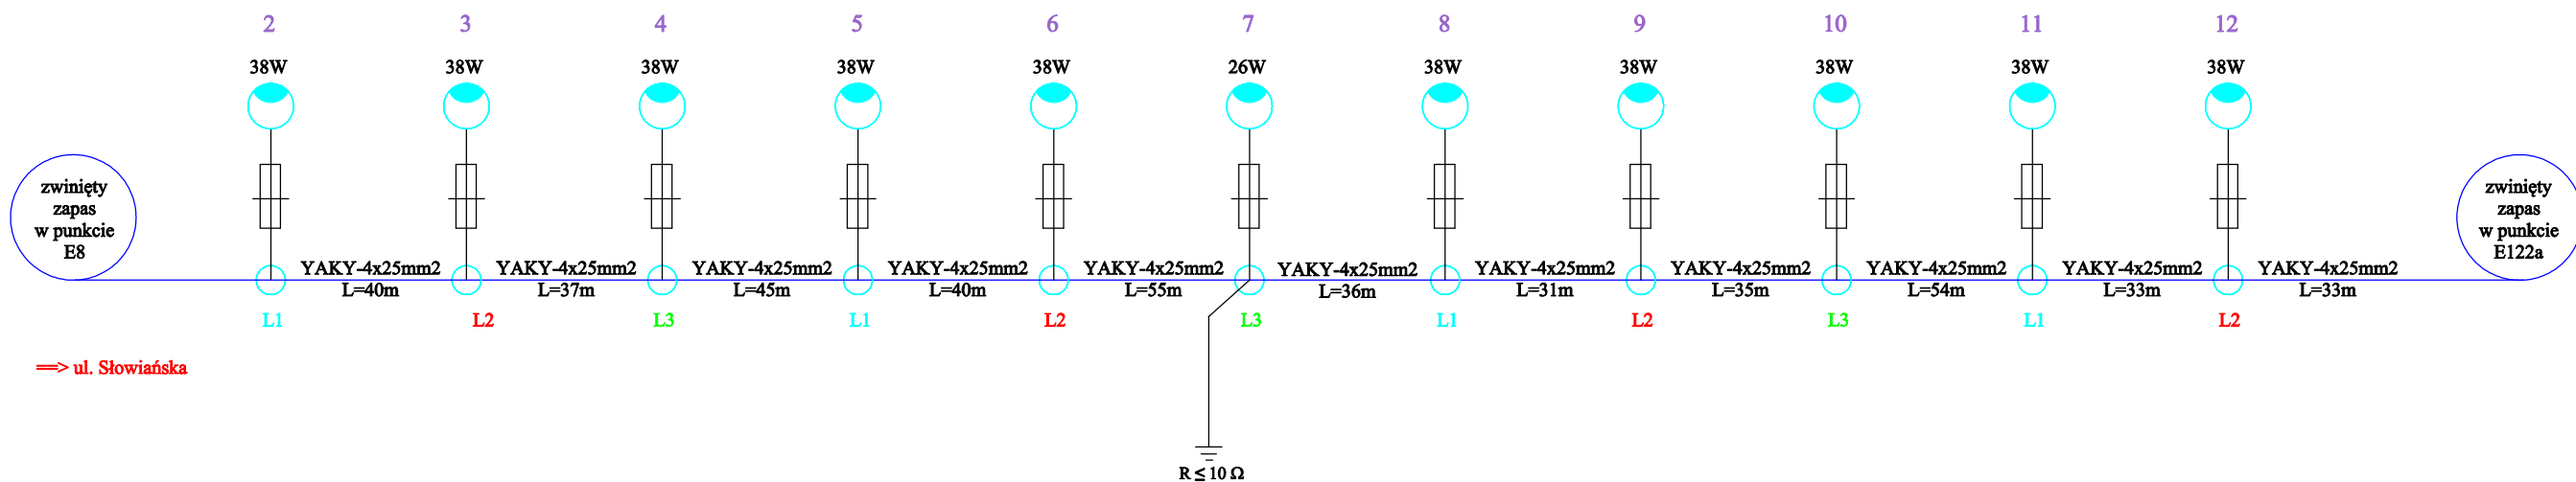 2 3 4 5 6 7 8 9 10 11 12
38W 38W 38W 38W 38W 26W 38W 38W 38W 38W 38W
zwinięty
zapas
w punkcie
E8
zwinięty
zapas
w punkcie
E122a
YAKY-4x25mm2 YAKY-4x25mm2 YAKY-4x25mm2 YAKY-4x25mm2 YAKY-4x25mm2 YAKY-4x25mm2 YAKY-4x25mm2 YAKY-4x25mm2 YAKY-4x25mm2 YAKY-4x25mm2 YAKY-4x25mm2
L=40m L=37m L=45m L=40m L=55m L=36m L=31m L=35m L=54m L=33m L=33m
L1 L2 L3 L1 L2 L3 L1 L2 L3 L1 L2
==> ul. Słowiańska
R ≤ 10 Ω